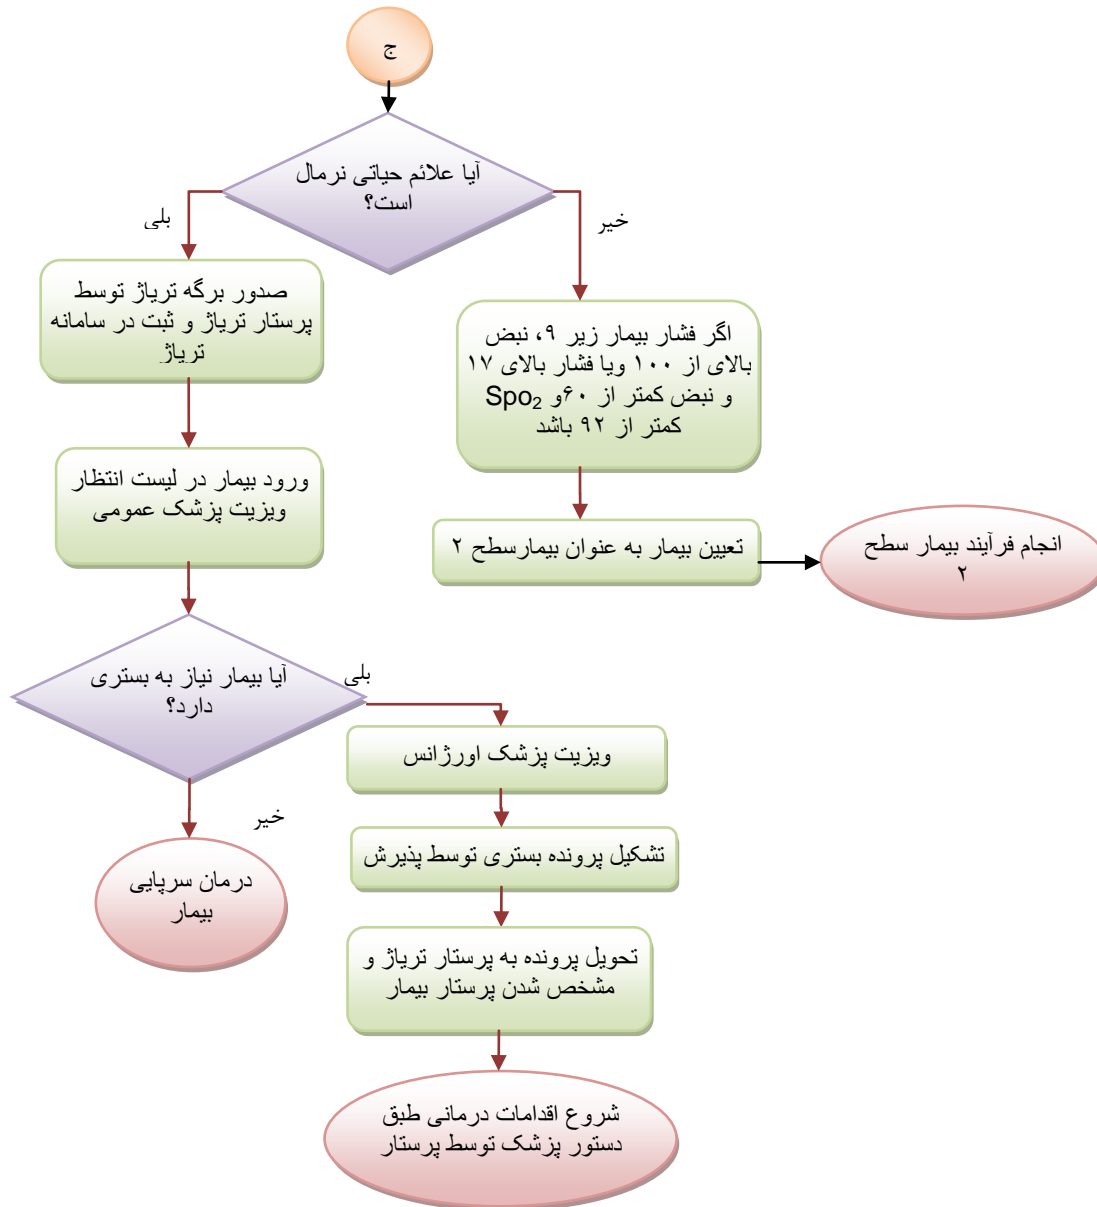 ج
آیا علائم حیاتی نرمال
است؟
بلی
خیر
صدور برگه تریاژ توسط
پرستار تریاژ و ثبت در سامانه
تریاژ
اگر فشار بیمار زیر ۹، نبض
بالای از ۱۰۰ ویا فشار بالای ۱۷
و نبض کمتر از ۶۰و Spo₂
کمتر از ۹۲ باشد
ورود بیمار در لیست انتظار
ویزیت پزشک عمومی
تعیین بیمار به عنوان بیمارسطح ۲
انجام فرآیند بیمار سطح
۲
آیا بیمار نیاز به بستری
دارد؟
بلی
خیر
ویزیت پزشک اورژانس
تشکیل پرونده بستری توسط پذیرش
درمان سرپایی
بیمار
تحویل پرونده به پرستار تریاژ و
مشخص شدن پرستار بیمار
شروع اقدامات درمانی طبق
دستور پزشک توسط پرستار